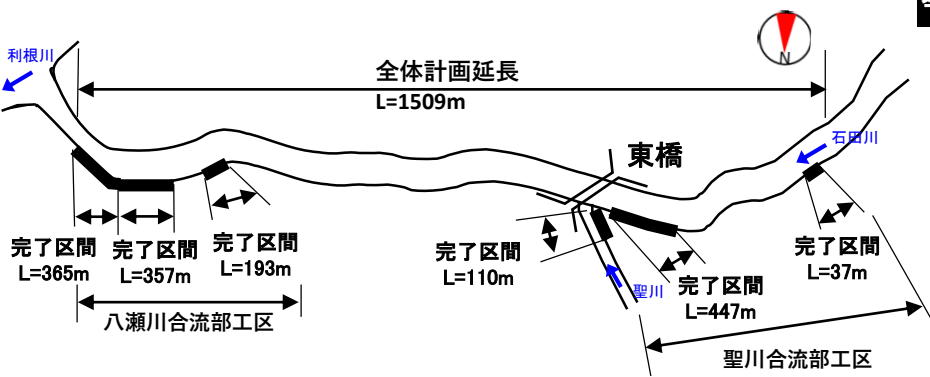 利根川
N
全体計画延長
L=1509m
石田川
東橋
完了区間
L=365m
完了区間
L=357m
完了区間
L=193m
完了区間
L=110m
聖川
完了区間
L=447m
完了区間
L=37m
八瀬川合流部工区
聖川合流部工区